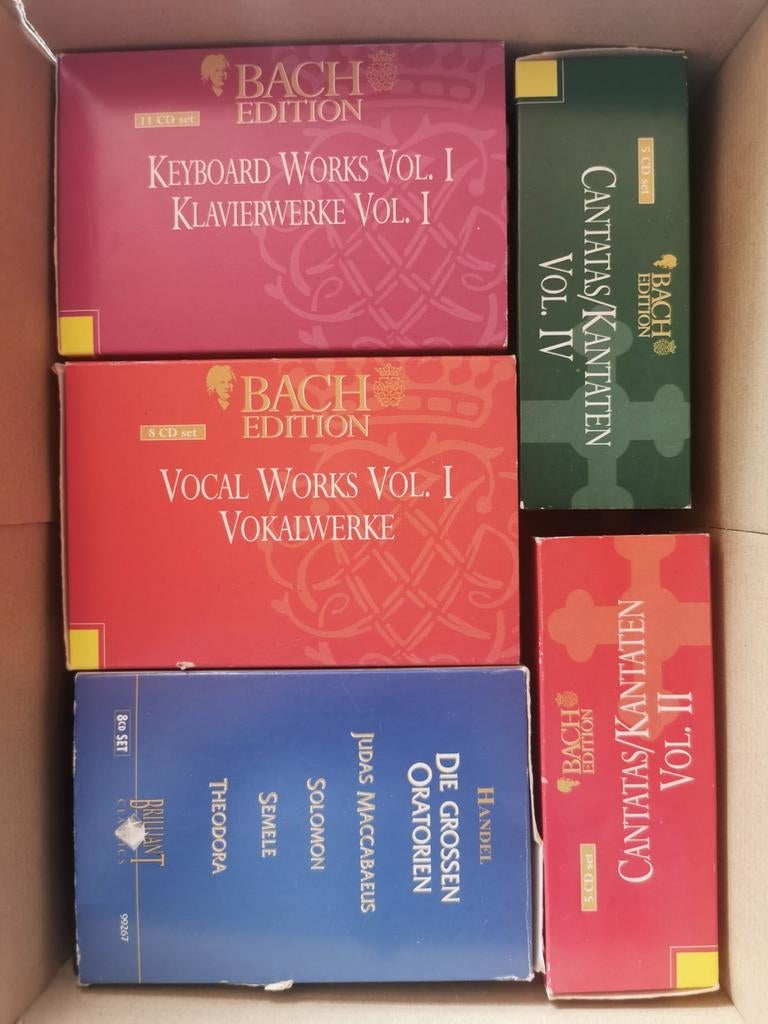 BACH
EDITION
11 CD set
KEYBOARD WORKS VOL. I
KLAVIERWERKE VOL. I
BACH
EDITION
8 CD set
VOCAL WORKS VOL. I
VOKALWERKE
HANDEL
DIE GROSSEN
ORATORIEN
JUDAS MACCABAEUS
SOLOMON
SEMELE
THEODORA
BRILLIANT
CLASSICS
8CD SET
99267
5 CD set
BACH
EDITION
CANTATAS/KANTATEN
VOL. IV
BACH
EDITION
5 CD set
VOL. II
CANTATAS/KANTATEN